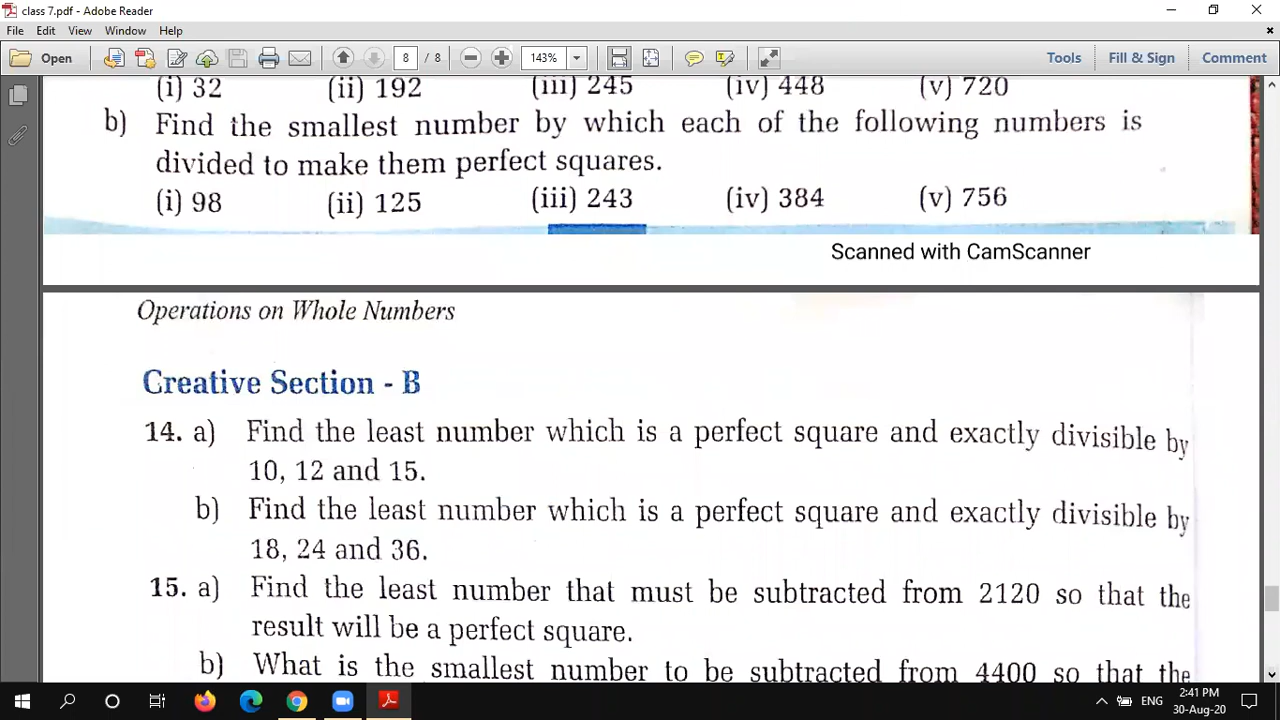 class 7.pdf - Adobe Reader
File Edit View Window Help
Open 8 / 8 143% Tools Fill & Sign Comment
(i) 32 (ii) 192 (iii) 245 (iv) 448 (v) 720
b) Find the smallest number by which each of the following numbers is
divided to make them perfect squares.
(i) 98 (ii) 125 (iii) 243 (iv) 384 (v) 756
Scanned with CamScanner
Operations on Whole Numbers
Creative Section - B
14. a) Find the least number which is a perfect square and exactly divisible by
10, 12 and 15.
b) Find the least number which is a perfect square and exactly divisible by
18, 24 and 36.
15. a) Find the least number that must be subtracted from 2120 so that the
result will be a perfect square.
b) What is the smallest number to be subtracted from 4400 so that the
ENG 2:41 PM
30-Aug-20